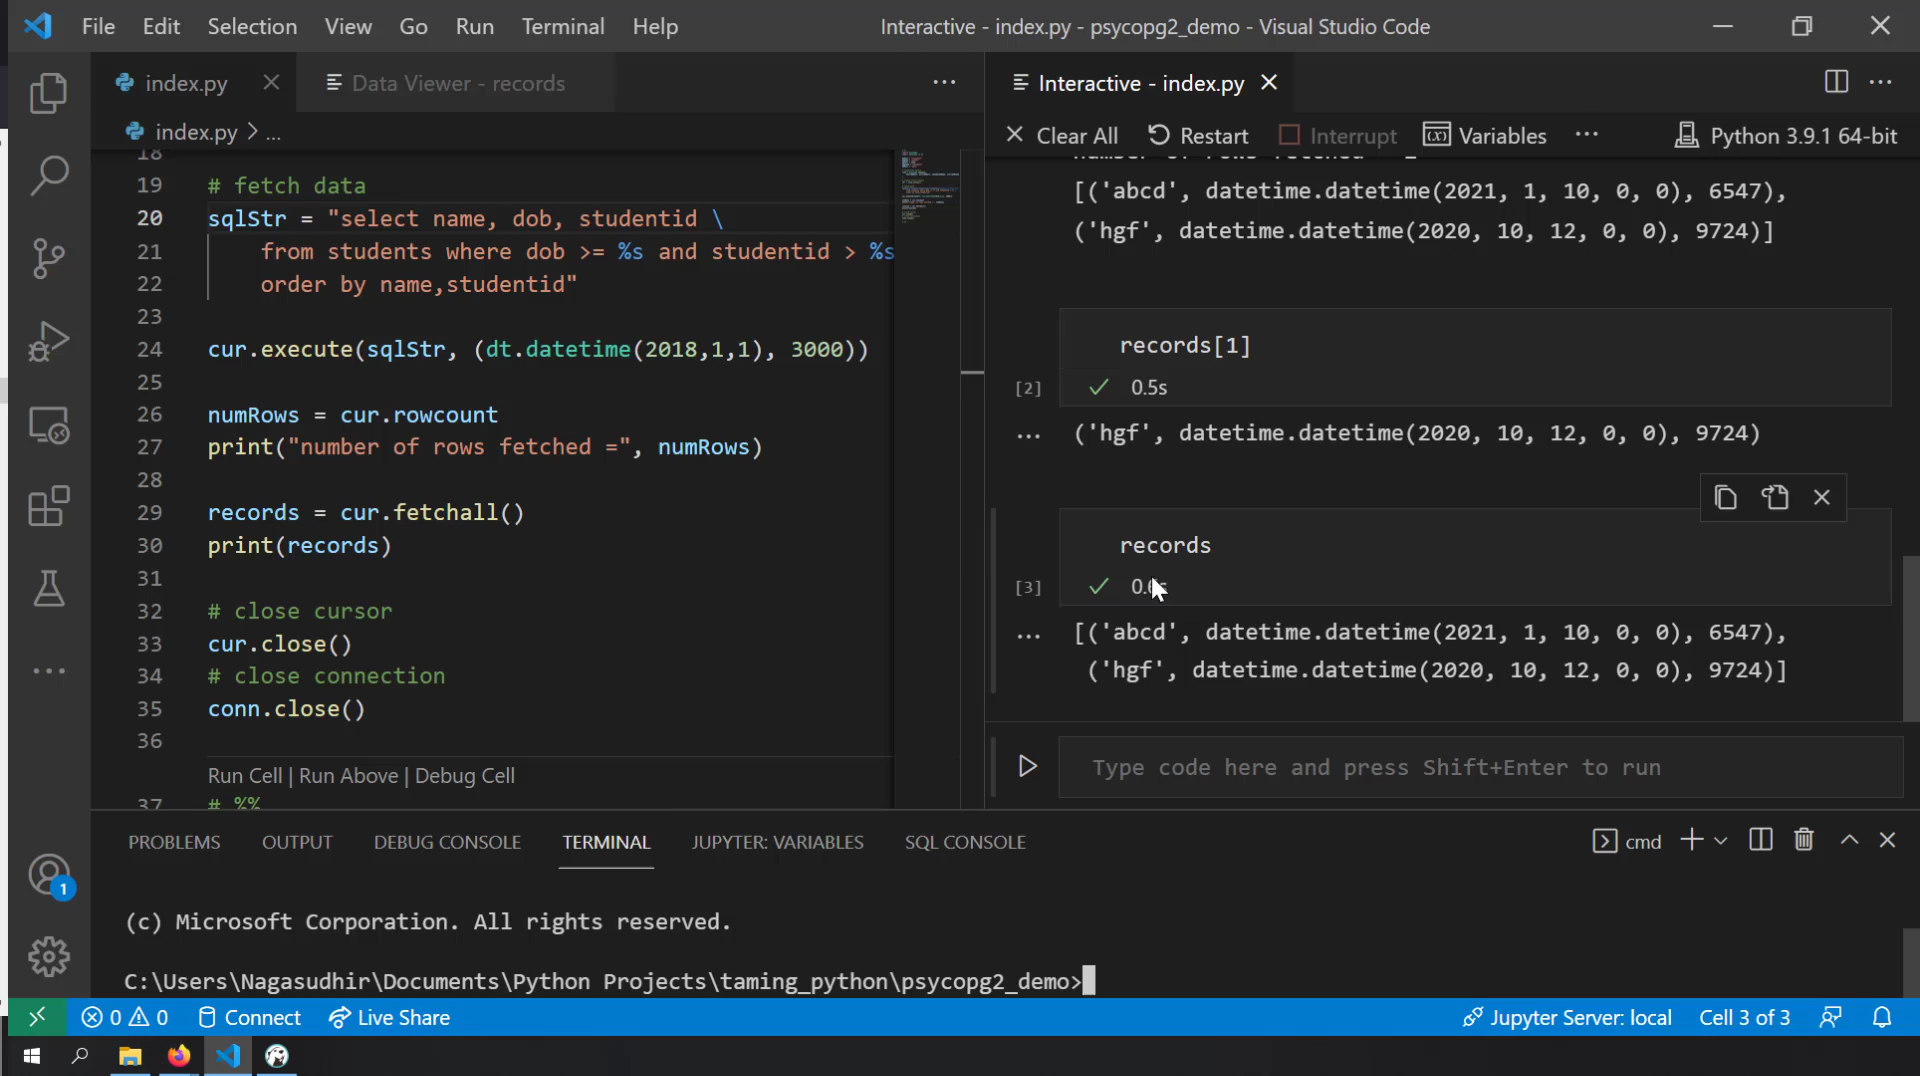 File Edit Selection View Go Run Terminal Help Interactive - index.py - psycopg2_demo - Visual Studio Code
index.py Data Viewer - records ...
index.py > ...
18
19 # fetch data
20 sqlStr = "select name, dob, studentid \
21 from students where dob >= %s and studentid > %s
22 order by name,studentid"
23
24 cur.execute(sqlStr, (dt.datetime(2018,1,1), 3000))
25
26 numRows = cur.rowcount
27 print("number of rows fetched =", numRows)
28
29 records = cur.fetchall()
30 print(records)
31
32 # close cursor
33 cur.close()
34 # close connection
35 conn.close()
36
Run Cell | Run Above | Debug Cell
37 # %%
Interactive - index.py ...
Clear All Restart Interrupt Variables ... Python 3.9.1 64-bit
[('abcd', datetime.datetime(2021, 1, 10, 0, 0), 6547),
('hgf', datetime.datetime(2020, 10, 12, 0, 0), 9724)]
records[1]
[2] 0.5s
... ('hgf', datetime.datetime(2020, 10, 12, 0, 0), 9724)
records
[3]
... [('abcd', datetime.datetime(2021, 1, 10, 0, 0), 6547),
('hgf', datetime.datetime(2020, 10, 12, 0, 0), 9724)]
Type code here and press Shift+Enter to run
PROBLEMS OUTPUT DEBUG CONSOLE TERMINAL JUPYTER: VARIABLES SQL CONSOLE cmd
(c) Microsoft Corporation. All rights reserved.
C:\Users\Nagasudhir\Documents\Python Projects\taming_python\psycopg2_demo>
1
0 0 Connect Live Share Jupyter Server: local Cell 3 of 3